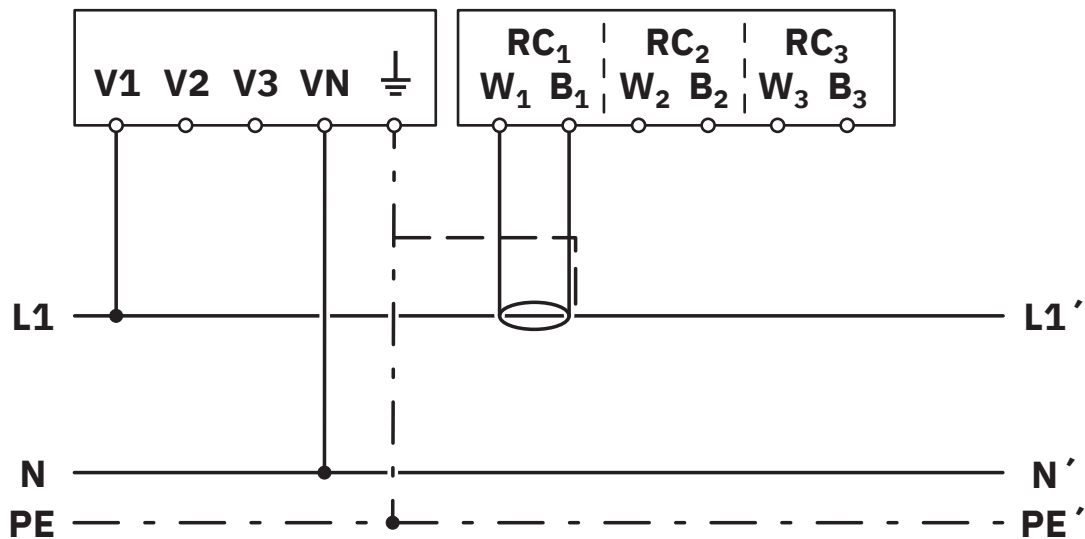 RC₁ RC₂ RC₃
V1 V2 V3 VN W₁ B₁ W₂ B₂ W₃ B₃
L1 L1´
N N´
PE PE´